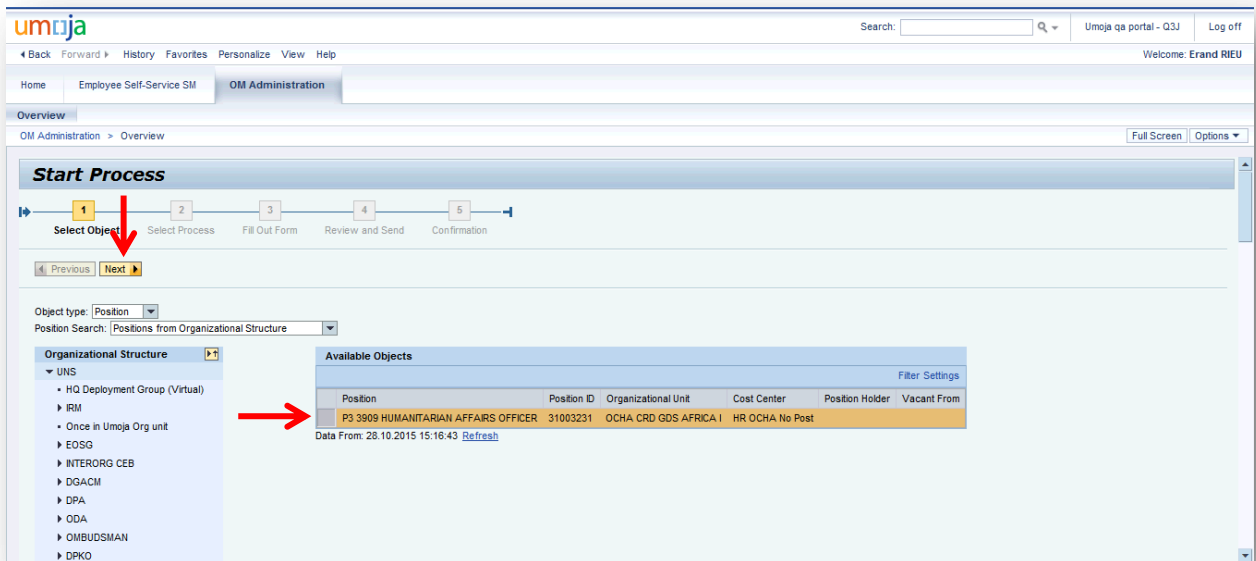 umoja
Search:
Umoja qa portal - Q3J
Log off
Back Forward History Favorites Personalize View Help
Welcome: Erand RIEU
Home Employee Self-Service SM OM Administration
Overview
OM Administration > Overview
Full Screen Options
Start Process
1 2 3 4 5
Select Object Select Process Fill Out Form Review and Send Confirmation
Previous Next
Object type: Position
Position Search: Positions from Organizational Structure
Organizational Structure
UNS
HQ Deployment Group (Virtual)
IRM
Once in Umoja Org unit
EOSG
INTERORG CEB
DGACM
DPA
ODA
OMBUDSMAN
DPKO
Available Objects
Filter Settings
Position Position ID Organizational Unit Cost Center Position Holder Vacant From
P3 3909 HUMANITARIAN AFFAIRS OFFICER 31003231 OCHA CRD GDS AFRICA I HR OCHA No Post
Data From: 28.10.2015 15:16:43 Refresh